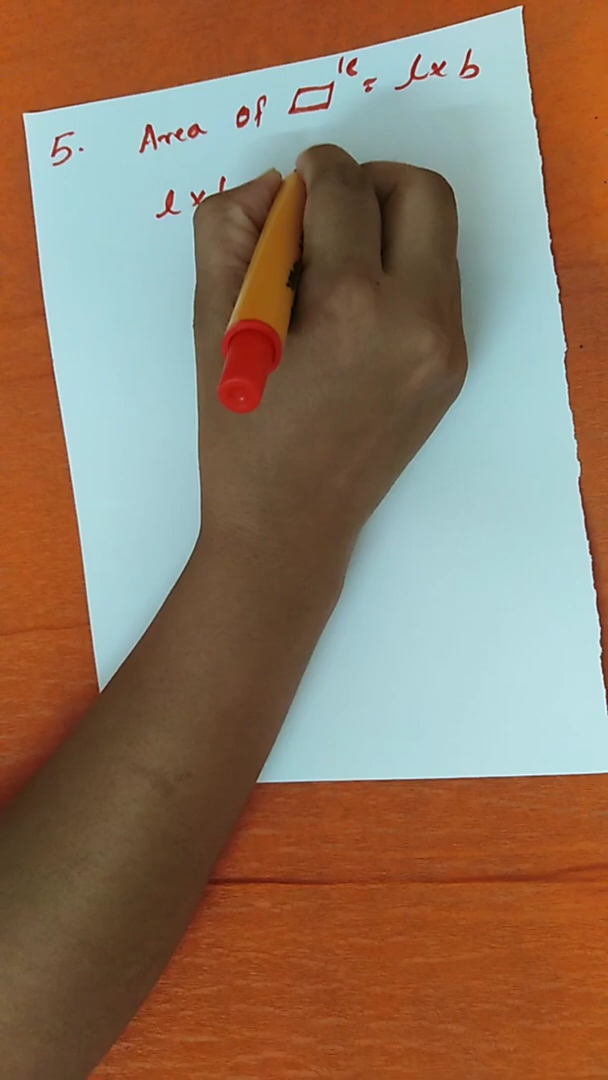 5. Area of ▭le = l x b
l x